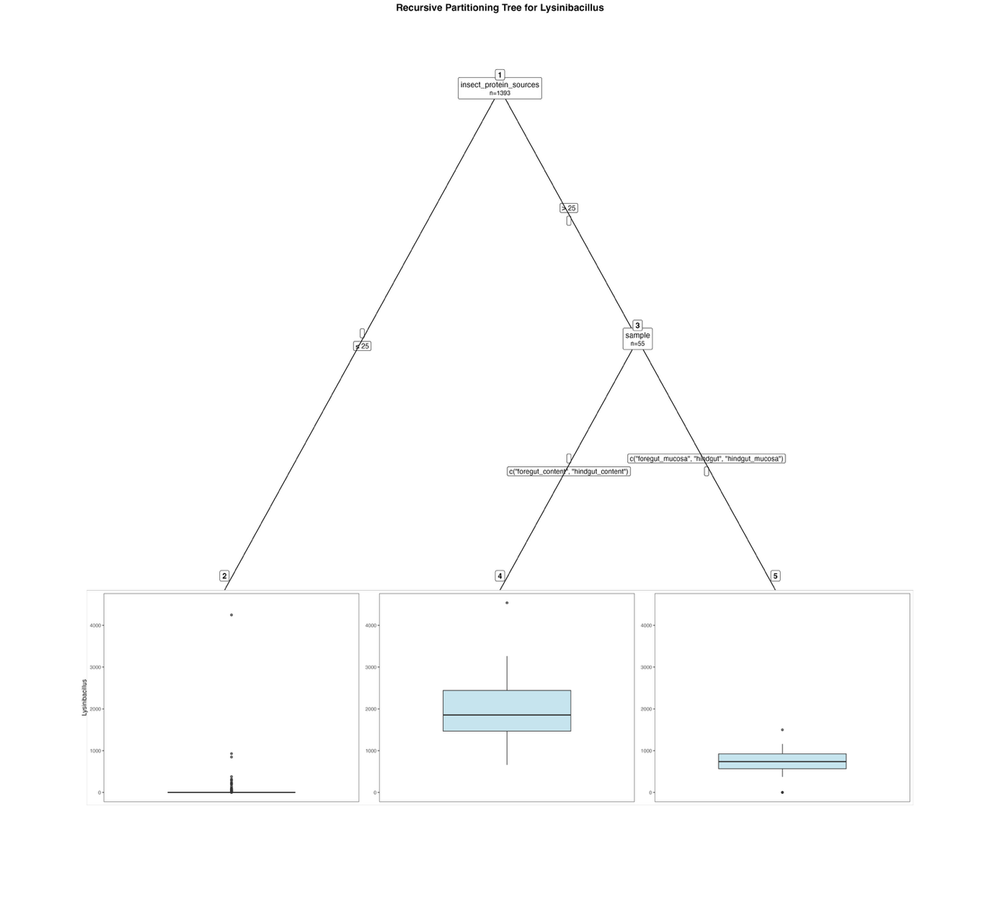 Recursive Partitioning Tree for Lysinibacillus
1
insect_protein_sources
n=1393
> 25
≤ 25
3
sample
n=55
c("foregut_mucosa", "hindgut", "hindgut_mucosa")
c("foregut_content", "hindgut_content")
2
4
5
Lysinibacillus
4000
3000
2000
1000
0
4000
3000
2000
1000
0
4000
3000
2000
1000
0